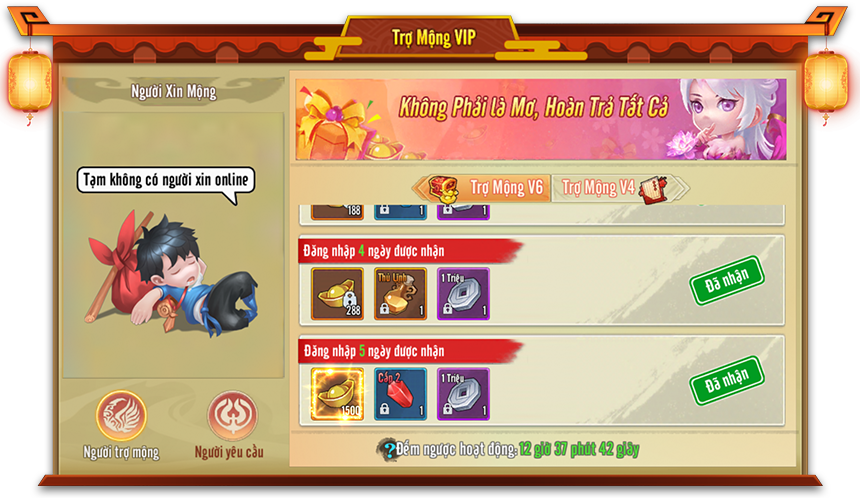 Trợ Mộng VIP
Người Xin Mộng
Không Phải là Mơ, Hoàn Trả Tất Cả
Tạm không có người xin online
Trợ Mộng V6
Trợ Mộng V4
188
1
1
Đăng nhập 4 ngày được nhận
Thú Linh
1 Triệu
288
1
1
Đã nhận
Đăng nhập 5 ngày được nhận
Cấp 2
1 Triệu
1500
1
1
Đã nhận
Người trợ mộng
Người yêu cầu
?
Đếm ngược hoạt động: 12 giờ 37 phút 42 giây